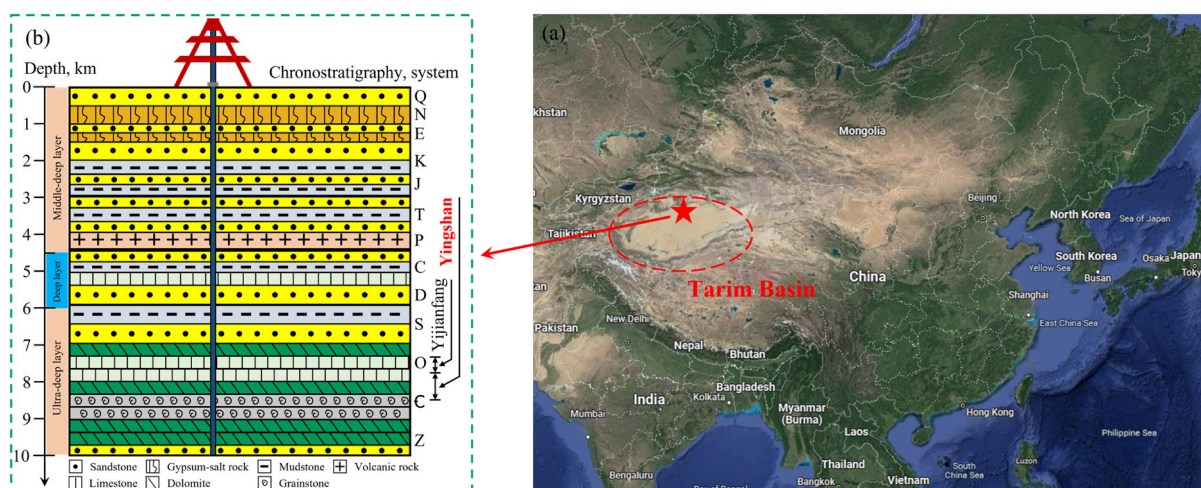 (b)
Depth, km
Chronostratigraphy, system
0
1
2
3
4
5
6
7
8
9
10
Middle-deep layer
Deep layer
Ultra-deep layer
Q
N
E
K
J
T
P
C
D
S
O
Є
Z
Yingshan
Yijianfang
Sandstone
Gypsum-salt rock
Mudstone
Volcanic rock
Limestone
Dolomite
Grainstone
(a)
Mongolia
Kyrgyzstan
Tajikistan
Beijing
North Korea
Sea of Japan
South Korea
Japan
Osaka
Yellow Sea
Busan
China
Tarim Basin
Shanghai
East China Sea
Pakistan
New Delhi
Nepal
Bhutan
Bangladesh
India
Kolkata
Mumbai
Myanmar
(Burma)
Hong Kong
Laos
Philippine Sea
Thailand
South
China Sea
Luzon
Bengaluru
Bangkok
Vietnam